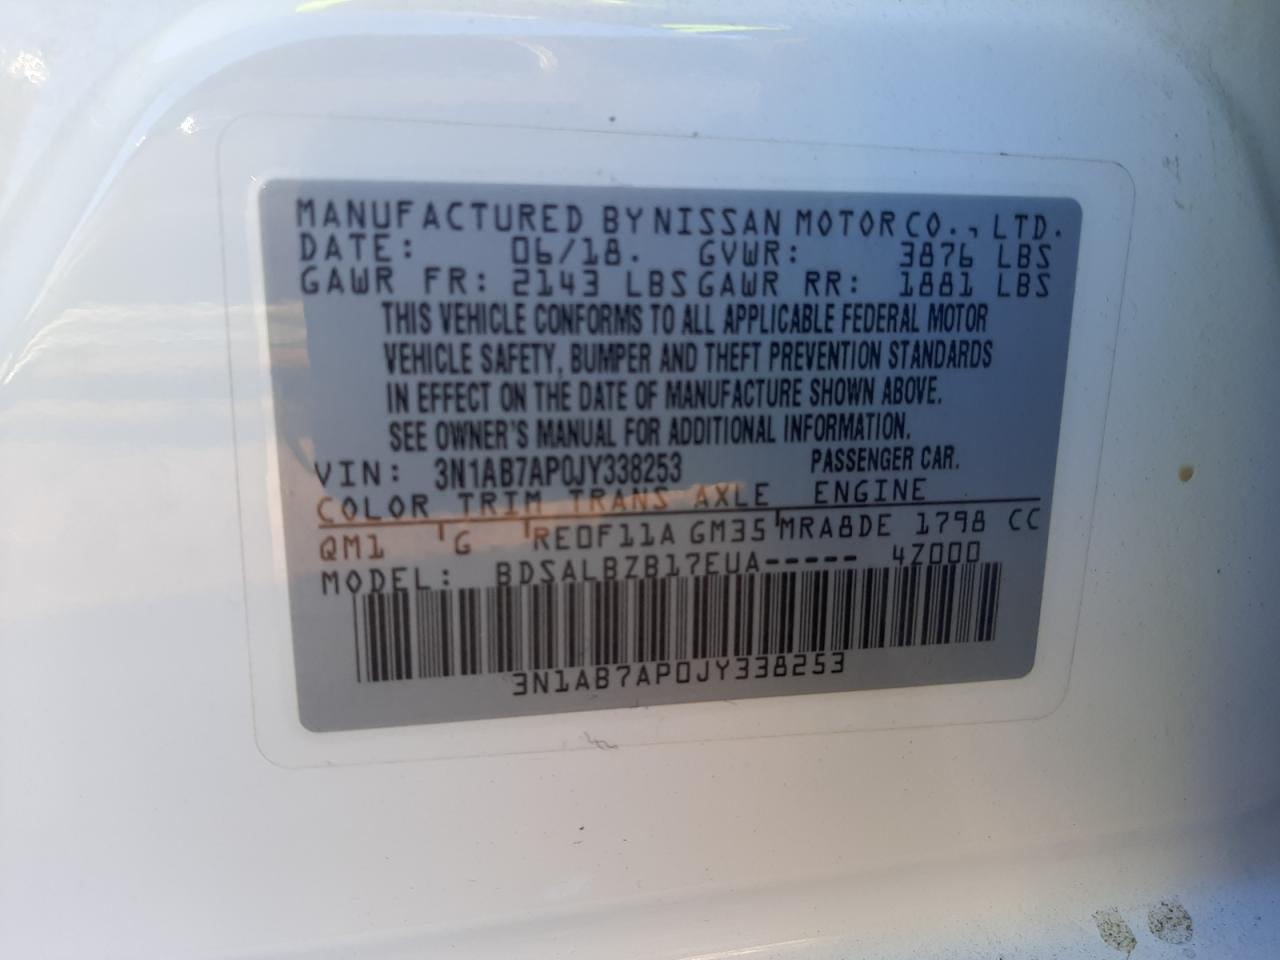 MANUFACTURED BY NISSAN MOTOR CO., LTD.
DATE: 06/18. GVWR: 3876 LBS
GAWR FR: 2143 LBS GAWR RR: 1881 LBS
THIS VEHICLE CONFORMS TO ALL APPLICABLE FEDERAL MOTOR
VEHICLE SAFETY, BUMPER AND THEFT PREVENTION STANDARDS
IN EFFECT ON THE DATE OF MANUFACTURE SHOWN ABOVE.
SEE OWNER'S MANUAL FOR ADDITIONAL INFORMATION.
VIN: 3N1AB7AP0JY338253 PASSENGER CAR.
COLOR TRIM TRANS AXLE ENGINE
QM1 G RE0F11A GM35 MRA8DE 1798 CC
MODEL: BDSALBZB17EUA----- 4Z000
3N1AB7AP0JY338253